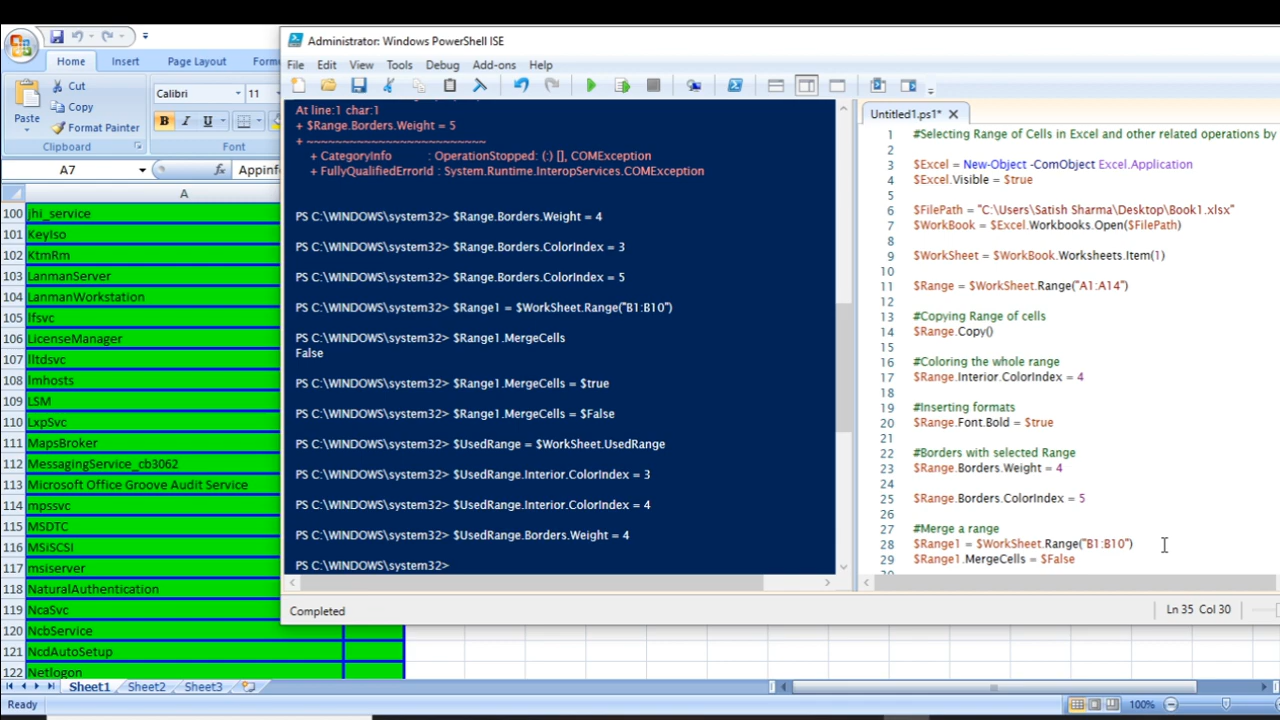 Administrator: Windows PowerShell ISE
Home Insert Page Layout
File Edit View Tools Debug Add-ons Help
Paste
Cut
Copy
Format Painter
Calibri 11
B I U
Clipboard
Font
A7
At line:1 char:1
+ $Range.Borders.Weight = 5
+ ~~~~~~~~~~~~~~~~~~~~~~~~~
+ CategoryInfo : OperationStopped: (:) [], COMException
+ FullyQualifiedErrorId : System.Runtime.InteropServices.COMException
PS C:\WINDOWS\system32> $Range.Borders.Weight = 4
PS C:\WINDOWS\system32> $Range.Borders.ColorIndex = 3
PS C:\WINDOWS\system32> $Range.Borders.ColorIndex = 5
PS C:\WINDOWS\system32> $Range1 = $WorkSheet.Range("B1:B10")
PS C:\WINDOWS\system32> $Range1.MergeCells
False
PS C:\WINDOWS\system32> $Range1.MergeCells = $true
PS C:\WINDOWS\system32> $Range1.MergeCells = $False
PS C:\WINDOWS\system32> $UsedRange = $WorkSheet.UsedRange
PS C:\WINDOWS\system32> $UsedRange.Interior.ColorIndex = 3
PS C:\WINDOWS\system32> $UsedRange.Interior.ColorIndex = 4
PS C:\WINDOWS\system32> $UsedRange.Borders.Weight = 4
PS C:\WINDOWS\system32>
Completed
Untitled1.ps1*
1 #Selecting Range of Cells in Excel and other related operations by
2
3 $Excel = New-Object -ComObject Excel.Application
4 $Excel.Visible = $true
5
6 $FilePath = "C:\Users\Satish Sharma\Desktop\Book1.xlsx"
7 $WorkBook = $Excel.Workbooks.Open($FilePath)
8
9 $WorkSheet = $WorkBook.Worksheets.Item(1)
10
11 $Range = $WorkSheet.Range("A1:A14")
12
13 #Copying Range of cells
14 $Range.Copy()
15
16 #Coloring the whole range
17 $Range.Interior.ColorIndex = 4
18
19 #Inserting formats
20 $Range.Font.Bold = $true
21
22 #Borders with selected Range
23 $Range.Borders.Weight = 4
24
25 $Range.Borders.ColorIndex = 5
26
27 #Merge a range
28 $Range1 = $WorkSheet.Range("B1:B10")
29 $Range1.MergeCells = $False
Ln 35 Col 30
A
100 jhi_service
101 KeyIso
102 KtmRm
103 LanmanServer
104 LanmanWorkstation
105 lfsvc
106 LicenseManager
107 lltdsvc
108 lmhosts
109 LSM
110 LxpSvc
111 MapsBroker
112 MessagingService_cb3062
113 Microsoft Office Groove Audit Service
114 mpssvc
115 MSDTC
116 MSiSCSI
117 msiserver
118 NaturalAuthentication
119 NcaSvc
120 NcbService
121 NcdAutoSetup
122 Netlogon
Sheet1 Sheet2 Sheet3
Ready
100%